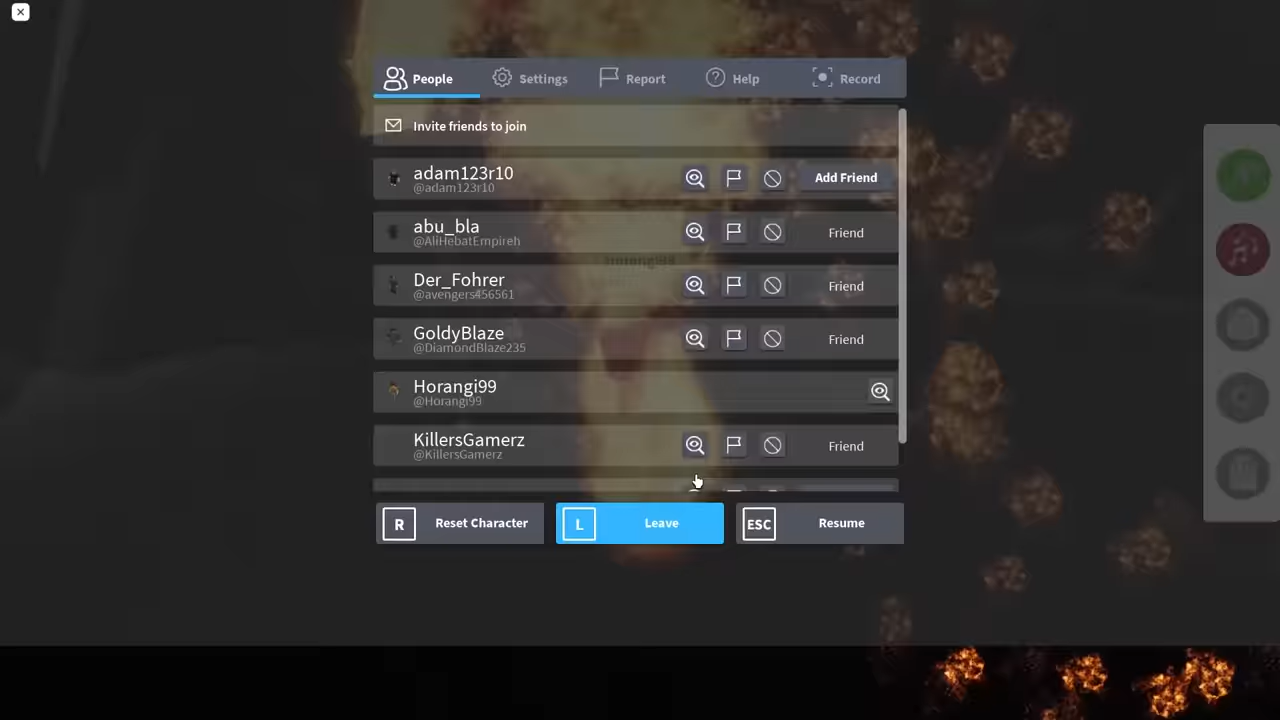 People
Settings
Report
Help
Record
Invite friends to join
adam123r10
@adam123r10
Add Friend
abu_bla
@AliHebatEmpireh
Friend
Horangi99
Der_Fohrer
@avengers456561
Friend
GoldyBlaze
@DiamondBlaze235
Friend
Horangi99
@Horangi99
KillersGamerz
@KillersGamerz
Friend
R Reset Character
L Leave
ESC Resume